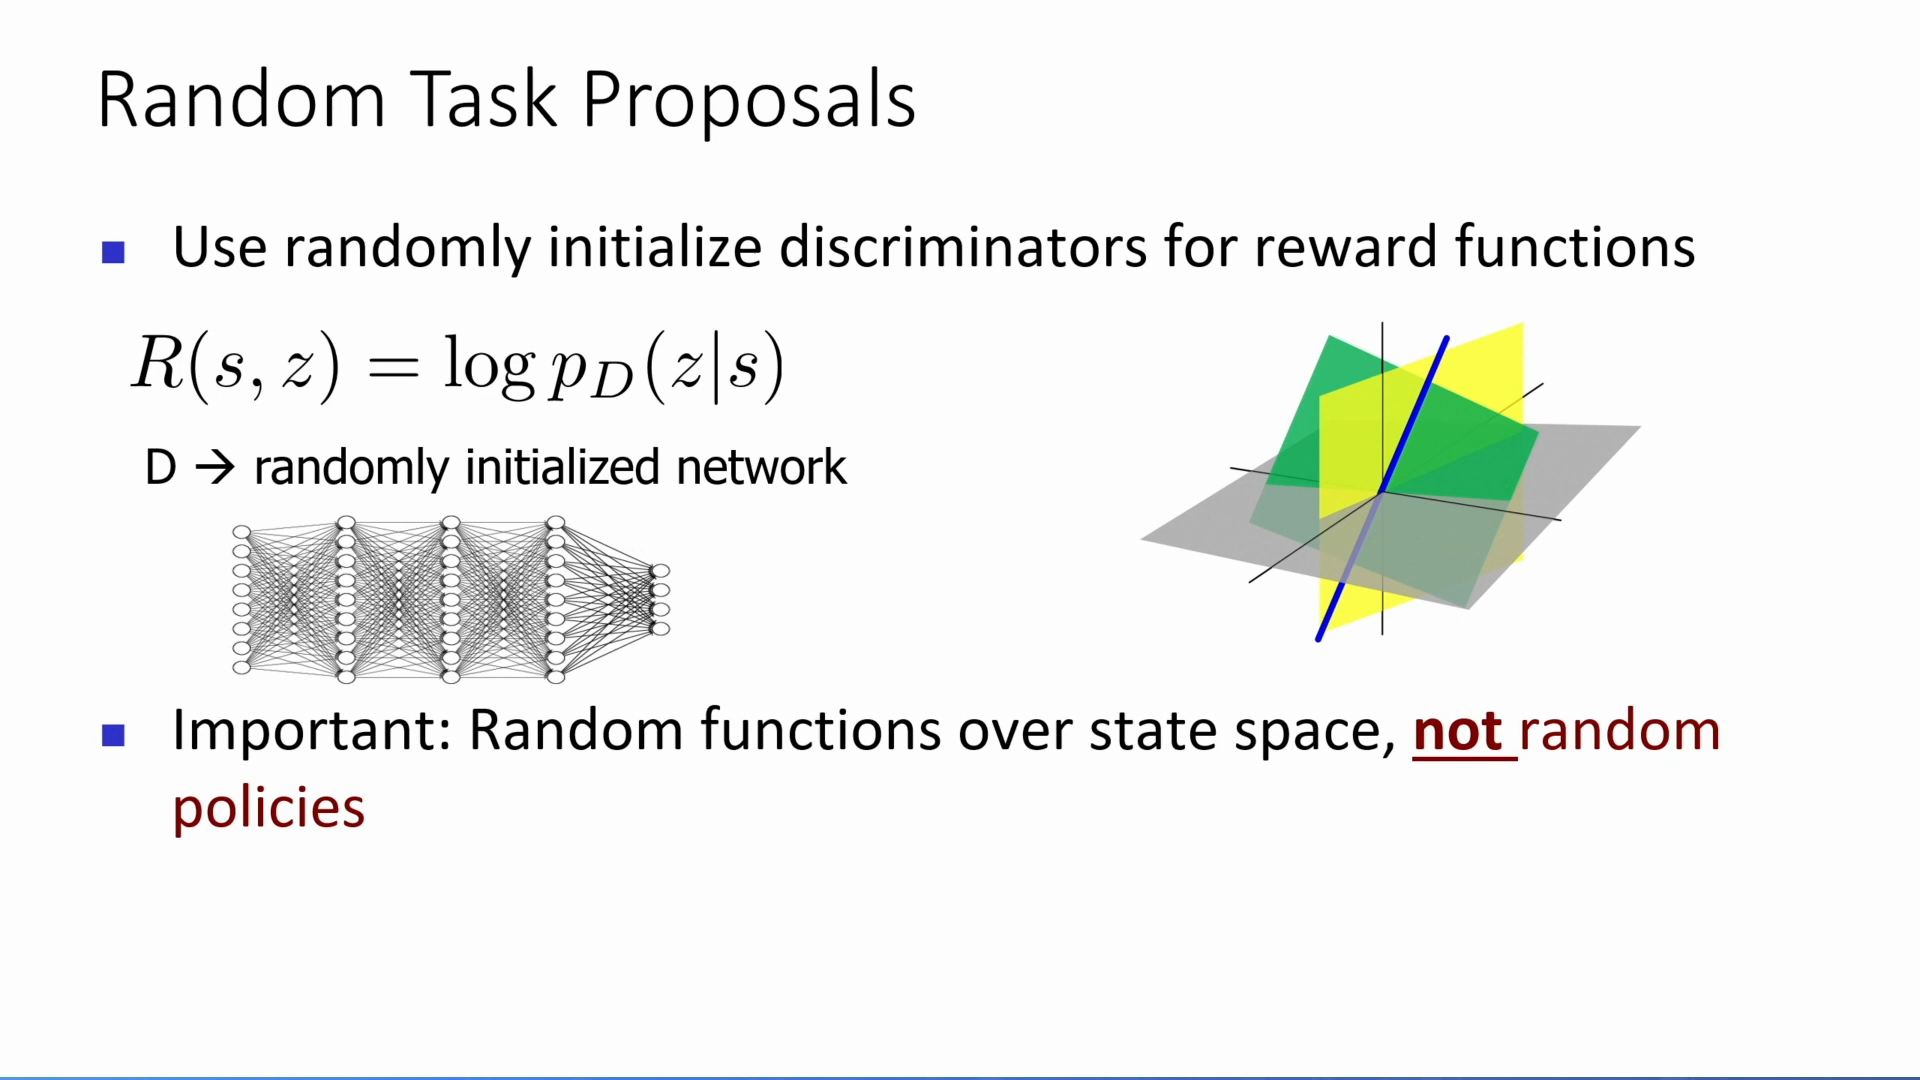 Random Task Proposals
Use randomly initialize discriminators for reward functions
R(s, z) = log p_D(z|s)
D → randomly initialized network
Important: Random functions over state space, not random
policies